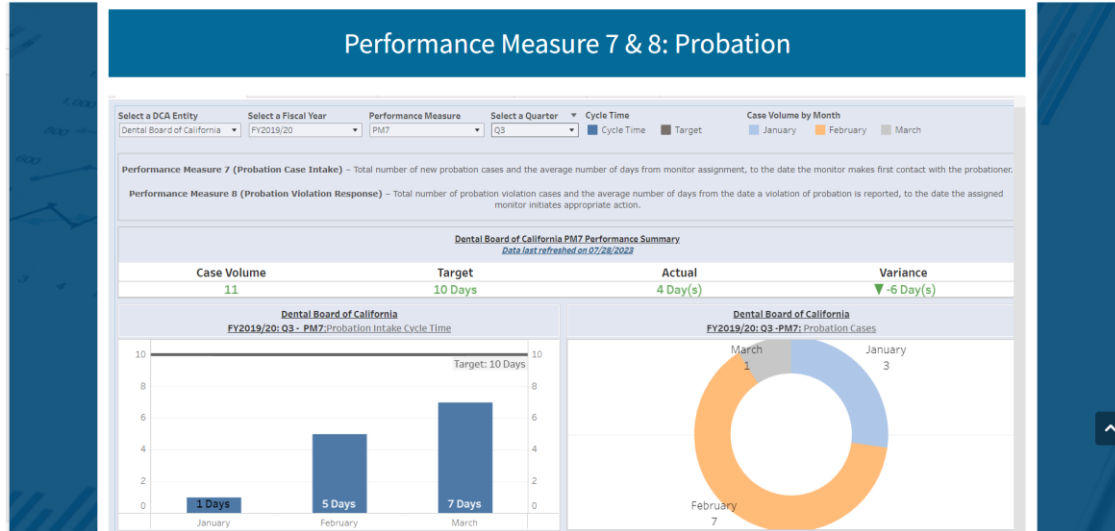 Performance Measure 7 & 8: Probation
Select a DCA Entity Select a Fiscal Year Performance Measure Select a Quarter Cycle Time Case Volume by Month
Dental Board of California FY2019/20 PM7 Q3 Cycle Time Target January February March
Performance Measure 7 (Probation Case Intake) – Total number of new probation cases and the average number of days from monitor assignment, to the date the monitor makes first contact with the probationer.
Performance Measure 8 (Probation Violation Response) – Total number of probation violation cases and the average number of days from the date a violation of probation is reported, to the date the assigned
monitor initiates appropriate action.
Dental Board of California PM7 Performance Summary
Data last refreshed on 07/28/2023
Case Volume Target Actual Variance
11 10 Days 4 Day(s) ▼ -6 Day(s)
Dental Board of California
FY2019/20: Q3 - PM7:Probation Intake Cycle Time
10 10
Target: 10 Days
8 8
6 6
4 4
2 2
0 1 Days 5 Days 7 Days 0
January February March
Dental Board of California
FY2019/20: Q3 -PM7: Probation Cases
March
1
January
3
February
7